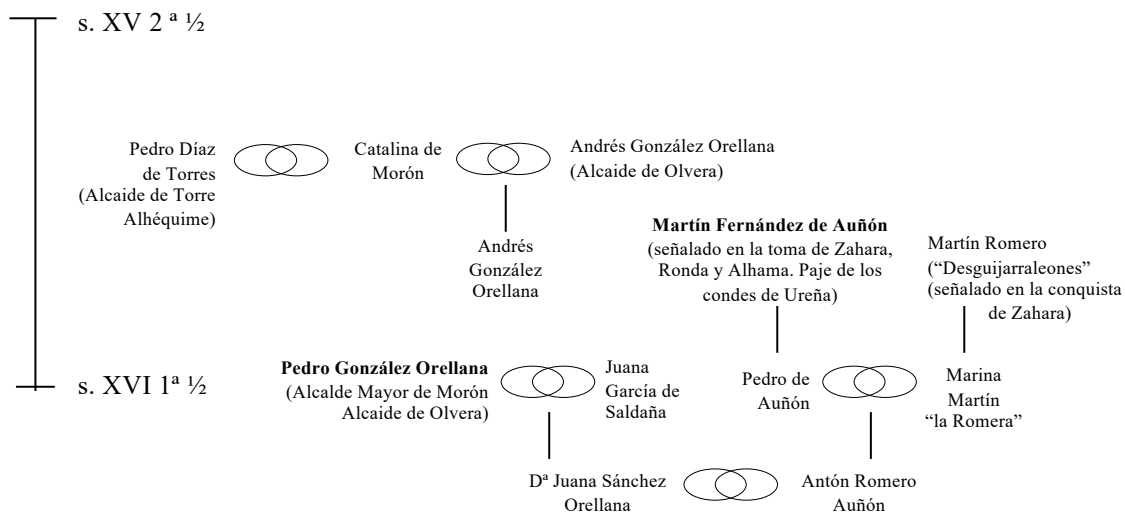 s. XV 2 ª ½
Pedro Díaz
de Torres
(Alcaide de Torre
Alhéquime)
Catalina de
Morón
Andrés González Orellana
(Alcaide de Olvera)
Andrés
González
Orellana
Martín Fernández de Auñón
(señalado en la toma de Zahara,
Ronda y Alhama. Paje de los
condes de Ureña)
Martín Romero
(“Desguijarraleones”
(señalado en la conquista
de Zahara)
s. XVI 1ª ½
Pedro González Orellana
(Alcalde Mayor de Morón
Alcaide de Olvera)
Juana
García de
Saldaña
Pedro de
Auñón
Marina
Martín
“la Romera”
Dª Juana Sánchez
Orellana
Antón Romero
Auñón